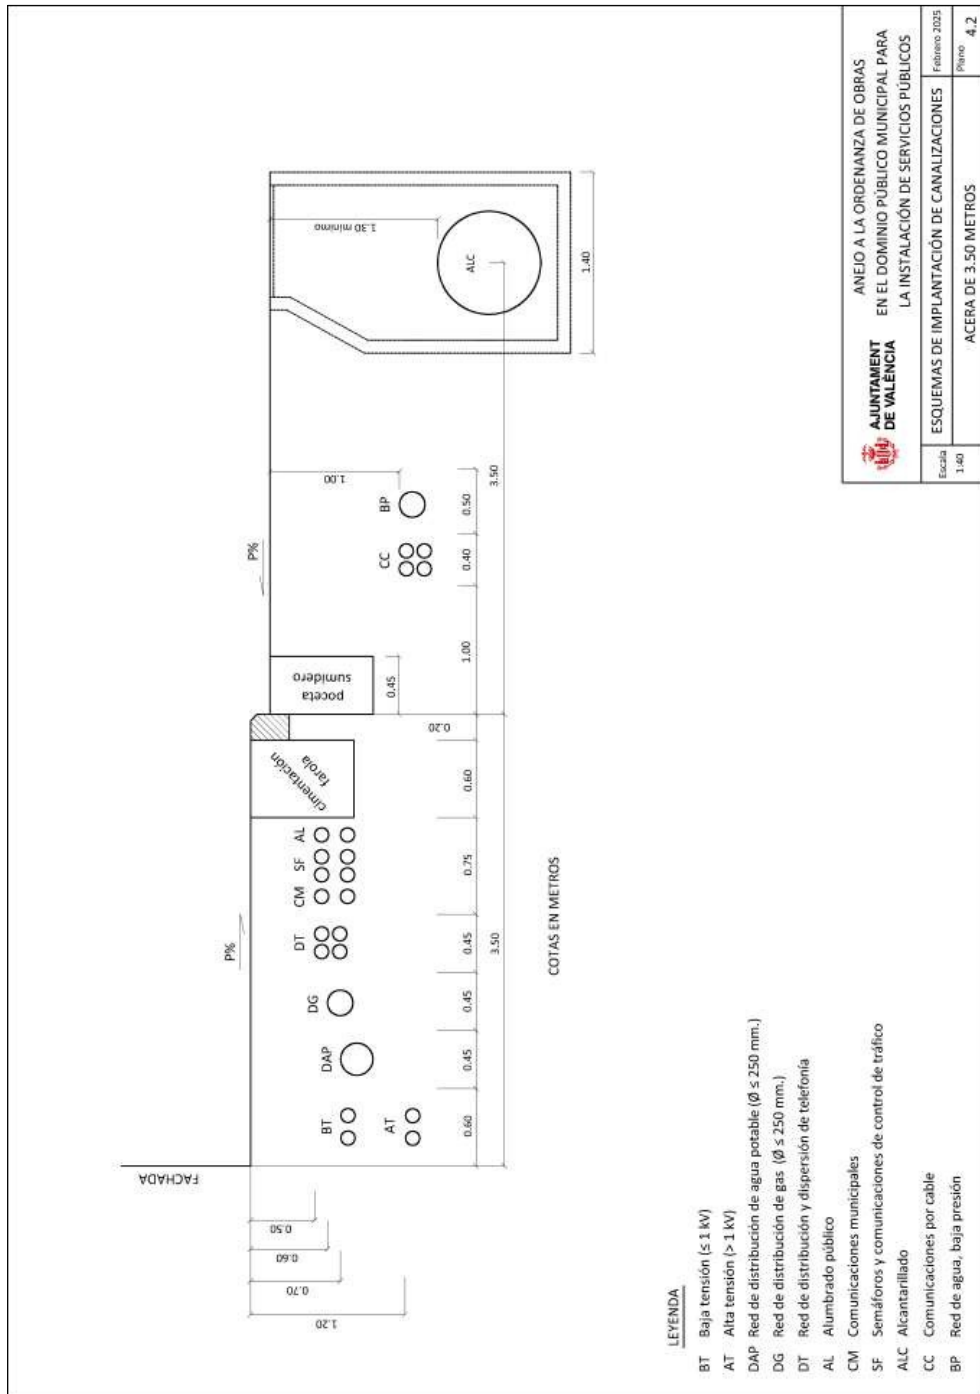 FACHADA
P%
P%
0.50
0.60
0.70
1.20
BT
AT
DAP
DG
DT
CM
SF
AL
cimentación
farola
poceta
sumidero
0.45
0.20
CC
BP
1.00
ALC
1.30 mínimo
1.40
0.60
0.45
0.45
0.45
0.75
0.60
1.00
0.40
0.50
3.50
3.50
COTAS EN METROS
LEYENDA
BT Baja tensión (≤ 1 kV)
AT Alta tensión (> 1 kV)
DAP Red de distribución de agua potable (Ø ≤ 250 mm.)
DG Red de distribución de gas (Ø ≤ 250 mm.)
DT Red de distribución y dispersión de telefonía
AL Alumbrado público
CM Comunicaciones municipales
SF Semáforos y comunicaciones de control de tráfico
ALC Alcantarillado
CC Comunicaciones por cable
BP Red de agua, baja presión
AJUNTAMENT
DE VALÈNCIA
ANEJO A LA ORDENANZA DE OBRAS
EN EL DOMINIO PÚBLICO MUNICIPAL PARA
LA INSTALACIÓN DE SERVICIOS PÚBLICOS
Escala
1:40
ESQUEMAS DE IMPLANTACIÓN DE CANALIZACIONES
Febrero 2025
ACERA DE 3.50 METROS
Plano 4.2